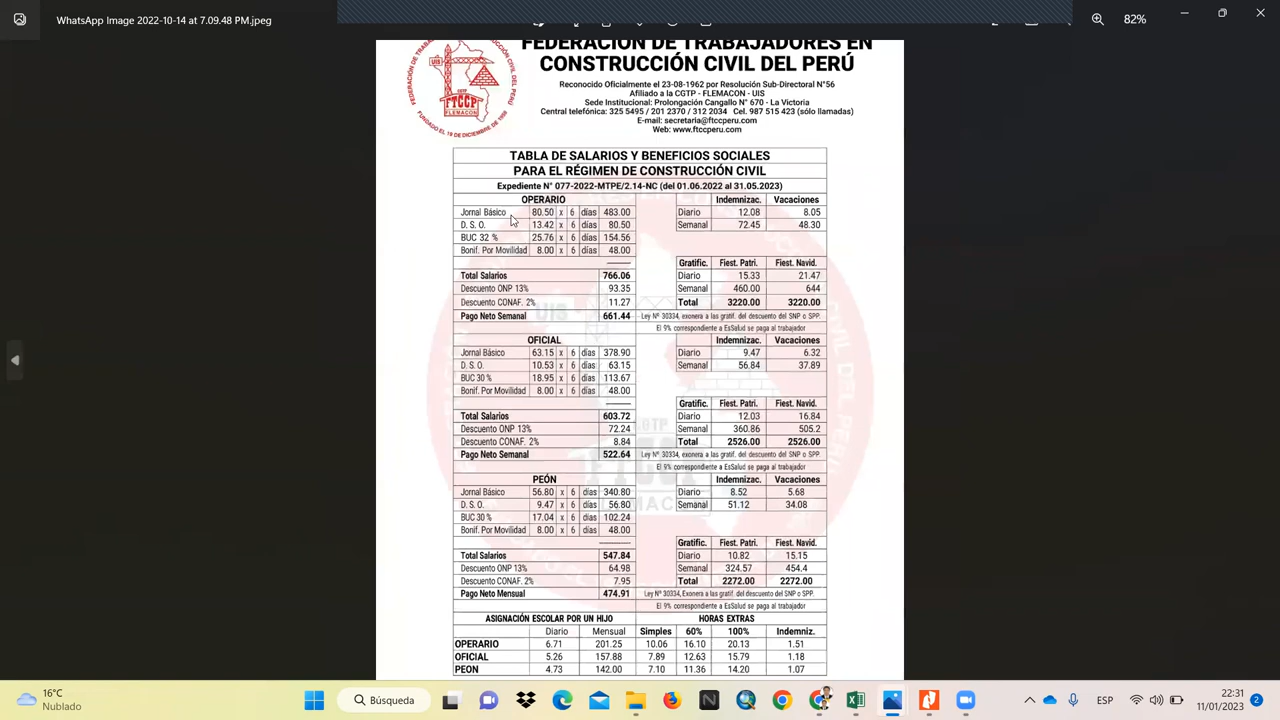 WhatsApp Image 2022-10-14 at 7.09.48 PM.jpeg
82%
FEDERACIÓN DE TRABAJADORES EN
CONSTRUCCIÓN CIVIL DEL PERÚ
Reconocido Oficialmente el 23-08-1962 por Resolución Sub-Directoral N°56
Afiliado a la CGTP - FLEMACON - UIS
Sede Institucional: Prolongación Cangallo N° 670 - La Victoria
Central telefónica: 325 5495 / 201 2370 / 312 2034 Cel. 987 515 423 (sólo llamadas)
E-mail: secretaria@ftccperu.com
Web: www.ftccperu.com
UIS
CGTP
FTCCP
FLEMACON
FUNDADO EL 19 DE DICIEMBRE DE 1958
TABLA DE SALARIOS Y BENEFICIOS SOCIALES
PARA EL RÉGIMEN DE CONSTRUCCIÓN CIVIL
Expediente N° 077-2022-MTPE/2.14-NC (del 01.06.2022 al 31.05.2023)
OPERARIO Indemnizac. Vacaciones
Jornal Básico 80.50 x 6 días 483.00 Diario 12.08 8.05
D. S. O. 13.42 x 6 días 80.50 Semanal 72.45 48.30
BUC 32 % 25.76 x 6 días 154.56
Bonif. Por Movilidad 8.00 x 6 días 48.00
Gratific. Fiest. Patri. Fiest. Navid.
Total Salarios 766.06 Diario 15.33 21.47
Descuento ONP 13% 93.35 Semanal 460.00 644
Descuento CONAF. 2% 11.27 Total 3220.00 3220.00
Pago Neto Semanal 661.44 Ley Nº 30334, exonera a las gratif. del descuento del SNP o SPP.
El 9% correspondiente a EsSalud se paga al trabajador
OFICIAL Indemnizac. Vacaciones
Jornal Básico 63.15 x 6 días 378.90 Diario 9.47 6.32
D. S. O. 10.53 x 6 días 63.15 Semanal 56.84 37.89
BUC 30 % 18.95 x 6 días 113.67
Bonif. Por Movilidad 8.00 x 6 días 48.00
Gratific. Fiest. Patri. Fiest. Navid.
Total Salarios 603.72 Diario 12.03 16.84
Descuento ONP 13% 72.24 Semanal 360.86 505.2
Descuento CONAF. 2% 8.84 Total 2526.00 2526.00
Pago Neto Semanal 522.64 Ley Nº 30334, exonera a las gratif. del descuento del SNP o SPP.
El 9% correspondiente a EsSalud se paga al trabajador
PEÓN Indemnizac. Vacaciones
Jornal Básico 56.80 x 6 días 340.80 Diario 8.52 5.68
D. S. O. 9.47 x 6 días 56.80 Semanal 51.12 34.08
BUC 30 % 17.04 x 6 días 102.24
Bonif. Por Movilidad 8.00 x 6 días 48.00
Gratific. Fiest. Patri. Fiest. Navid.
Total Salarios 547.84 Diario 10.82 15.15
Descuento ONP 13% 64.98 Semanal 324.57 454.4
Descuento CONAF. 2% 7.95 Total 2272.00 2272.00
Pago Neto Mensual 474.91 Ley Nº 30334, Exonera a las gratif. del descuento del SNP o SPP.
El 9% correspondiente a EsSalud se paga al trabajador
ASIGNACIÓN ESCOLAR POR UN HIJO HORAS EXTRAS
Diario Mensual Simples 60% 100% Indemniz.
OPERARIO 6.71 201.25 10.06 16.10 20.13 1.51
OFICIAL 5.26 157.88 7.89 12.63 15.79 1.18
PEON 4.73 142.00 7.10 11.36 14.20 1.07
16°C
Nublado
Búsqueda
ESP
22:31
11/01/2023
2